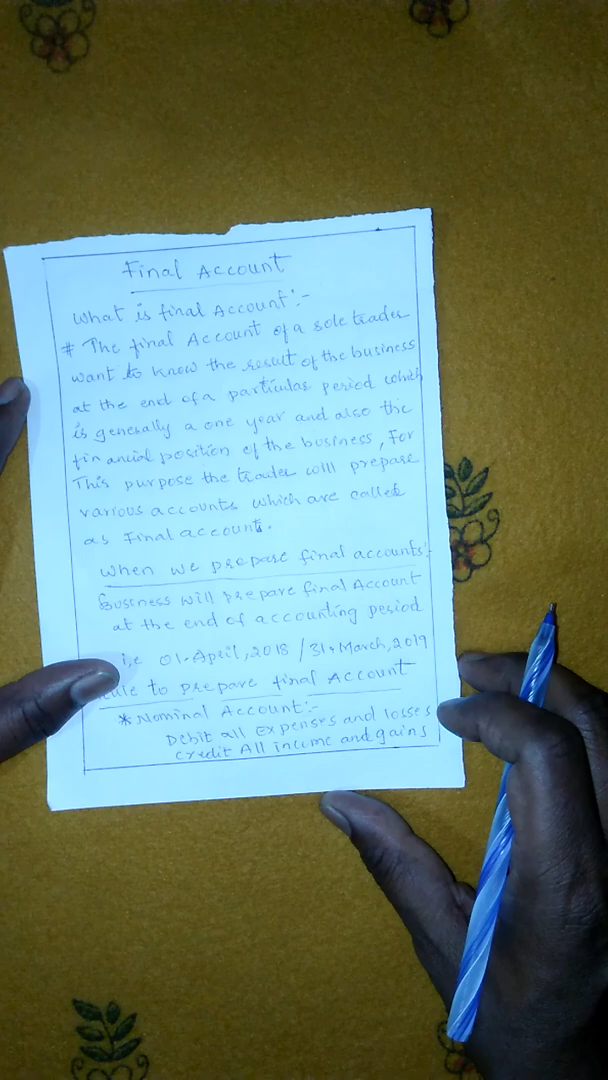 Final Account
What is final Account:-
# The final Account of a sole trader
want to know the result of the business
at the end of a particular period which
is generally a one year and also the
financial position of the business, For
This purpose the trader will prepare
various accounts which are called
as Final account.
When we prepare final accounts:-
Bussness will prepare final Account
at the end of accounting period
i,e 01-April, 2018 / 31, March, 2019
to prepare final Account
* Nominal Account:-
Debit all expenses and losses
credit All income and gains